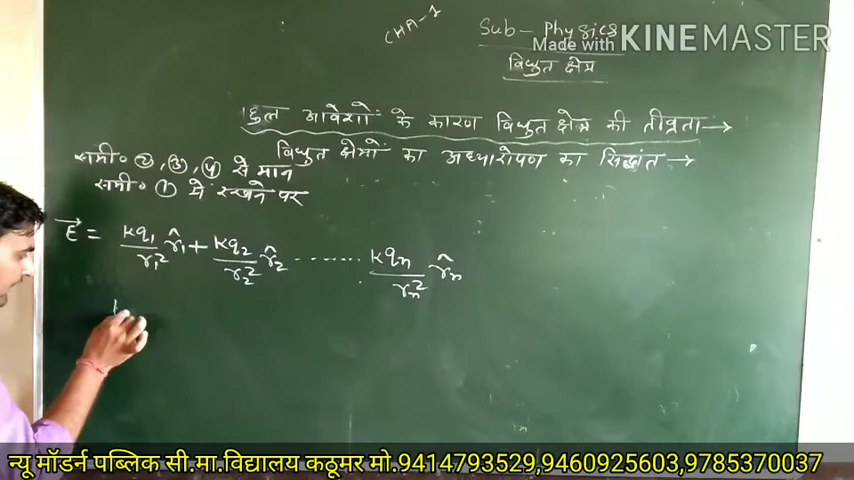 CHA-1
Sub- Physics
Made with KINEMASTER
विधुत क्षेत्र
कुल आवेशों के कारण विधुत क्षेत्र की तीव्रता →
विधुत क्षेत्रों का अध्यारोपण का सिद्धांत →
समी० ②, ③, ④ से मान
समी० ① में रखने पर
E⃗ = kq₁/r₁² r̂₁ + kq₂/r₂² r̂₂ ....... kqₙ/rₙ² r̂ₙ
न्यू मॉडर्न पब्लिक सी.मा.विद्यालय कठूमर मो.9414793529,9460925603,9785370037